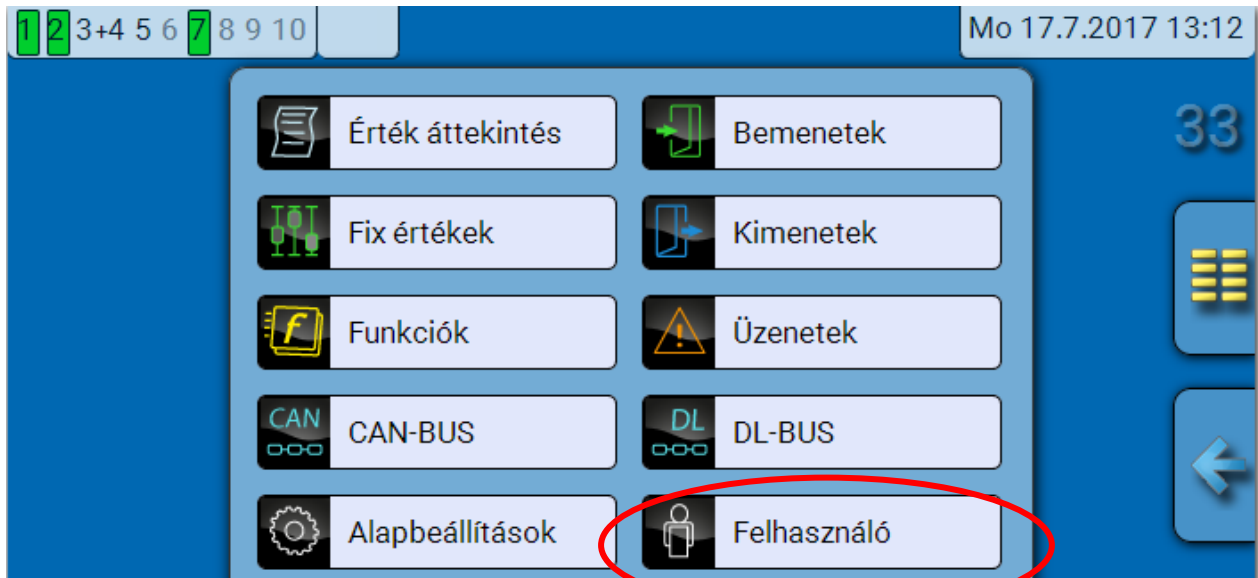 1 2 3+4 5 6 7 8 9 10
Mo 17.7.2017 13:12
33
Érték áttekintés
Bemenetek
Fix értékek
Kimenetek
f Funkciók
Üzenetek
CAN CAN-BUS
DL DL-BUS
Alapbeállítások
Felhasználó